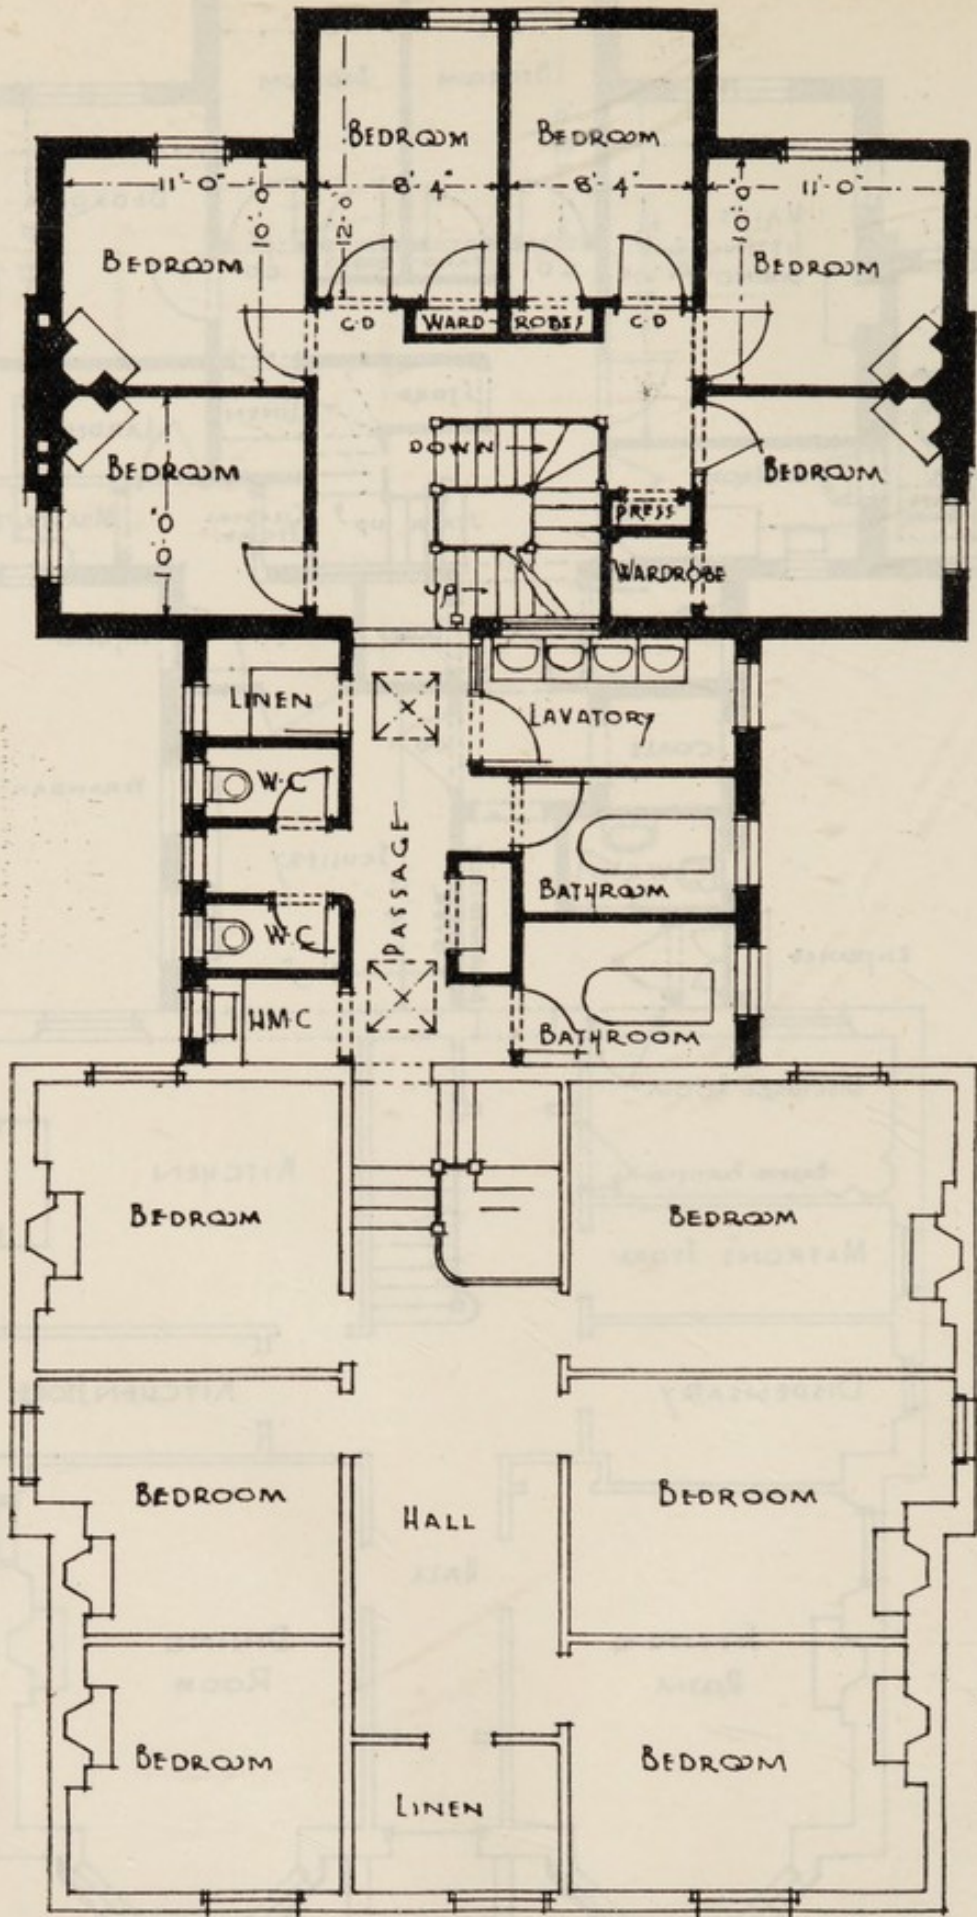 BEDROOM
BEDROOM
11'-0"
12'-0"
8'-4"
8'-4"
11'-0'
10'-0"
10'-0"
BEDROOM
BEDROOM
C.D
WARD-ROBES
C.D
DOWN
BEDROOM
BEDROOM
10'-0"
PRESS
UP
WARDROBE
LINEN
X
LAVATORY
W.C
PASSAGE
BATHROOM
W.C
X
HMC
BATHROOM
BEDROOM
BEDROOM
BEDROOM
BEDROOM
HALL
BEDROOM
BEDROOM
LINEN